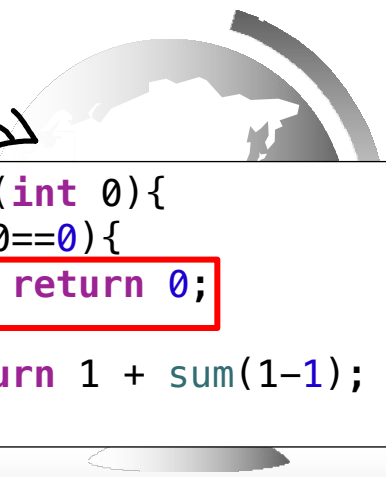 (int 0){
0==0){
return 0;
urn 1 + sum(1-1);